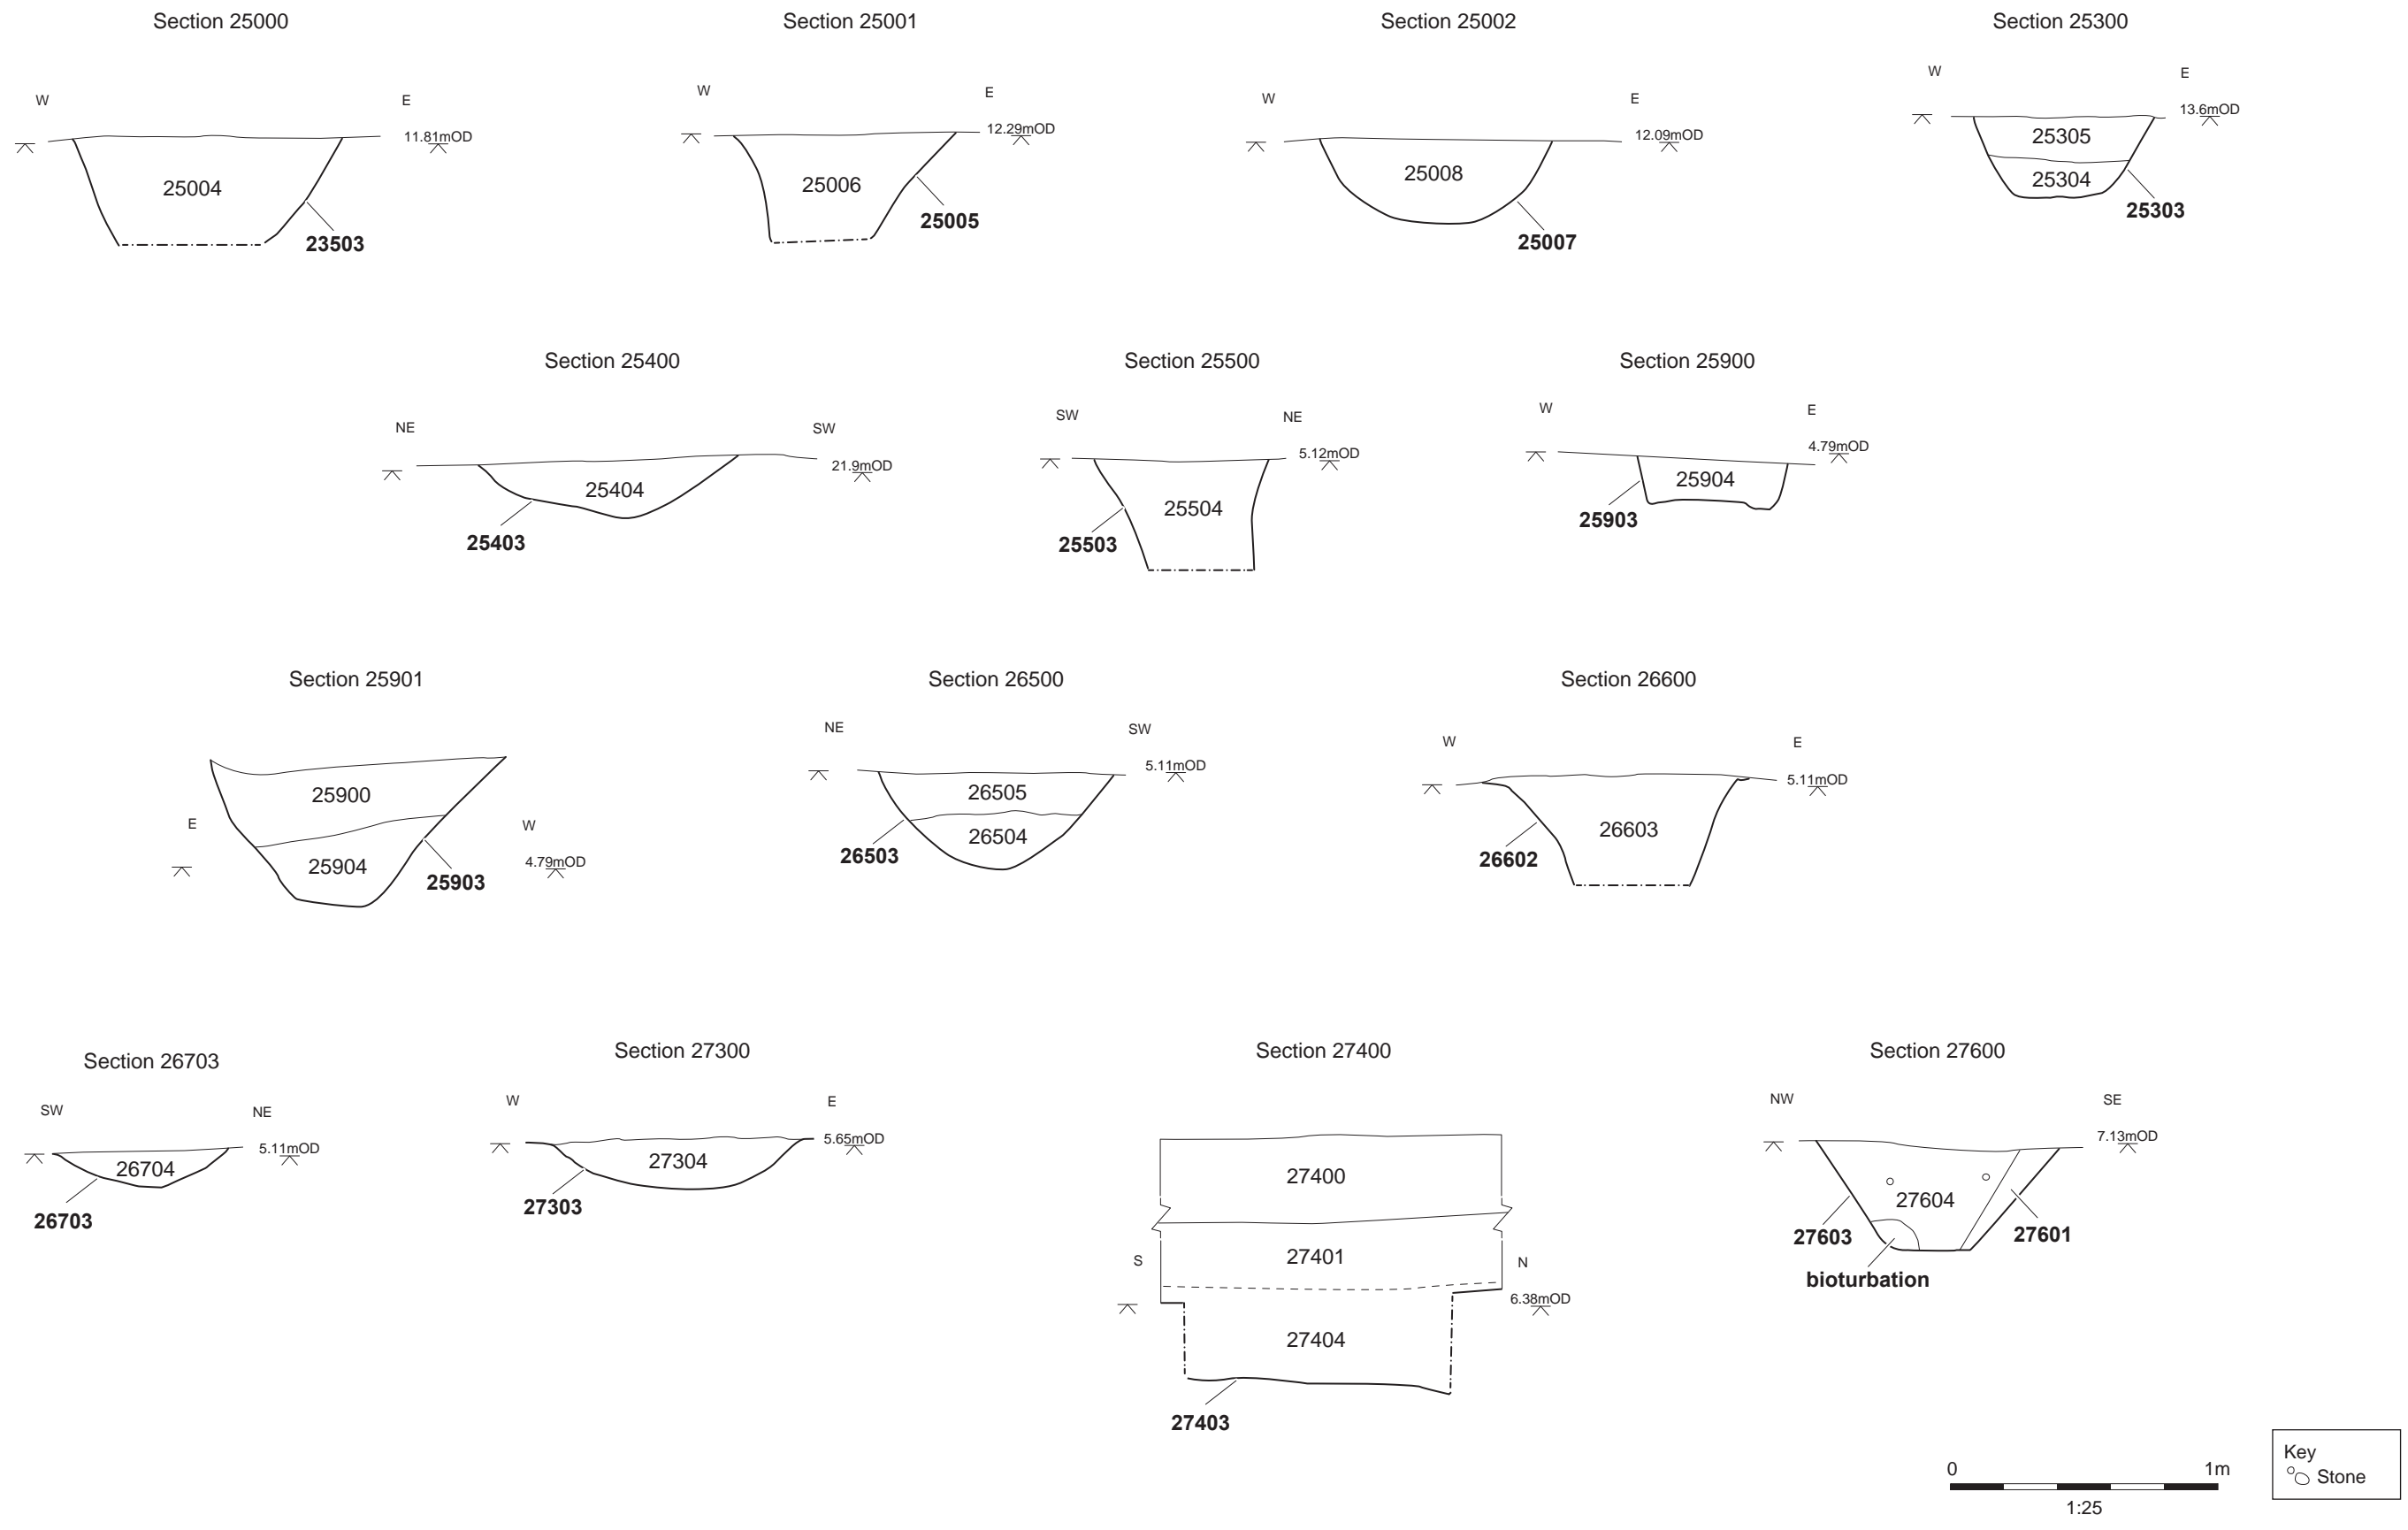 Section 25000
W
E
11.81mOD
25004
23503
Section 25001
W
E
12.29mOD
25006
25005
Section 25002
W
E
12.09mOD
25008
25007
Section 25300
W
E
13.6mOD
25305
25304
25303
Section 25400
NE
SW
21.9mOD
25404
25403
Section 25500
SW
NE
5.12mOD
25504
25503
Section 25900
W
E
4.79mOD
25904
25903
Section 25901
25900
E
W
4.79mOD
25904
25903
Section 26500
NE
SW
5.11mOD
26505
26504
26503
Section 26600
W
E
5.11mOD
26603
26602
Section 26703
SW
NE
5.11mOD
26704
26703
Section 27300
W
E
5.65mOD
27304
27303
Section 27400
27400
27401
S
N
6.38mOD
27404
27403
Section 27600
NW
SE
7.13mOD
27604
27603
27601
bioturbation
0
1m
1:25
Key
Stone